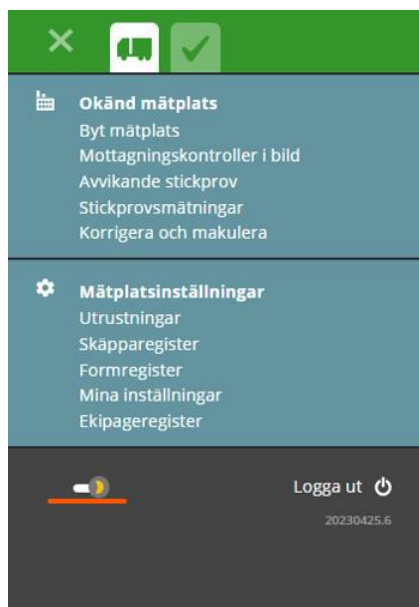 Okänd mätplats
Byt mätplats
Mottagningskontroller i bild
Avvikande stickprov
Stickprovsmätningar
Korrigera och makulera
Mätplatsinställningar
Utrustningar
Skäpparegister
Formregister
Mina inställningar
Ekipageregister
Logga ut
20230425.6